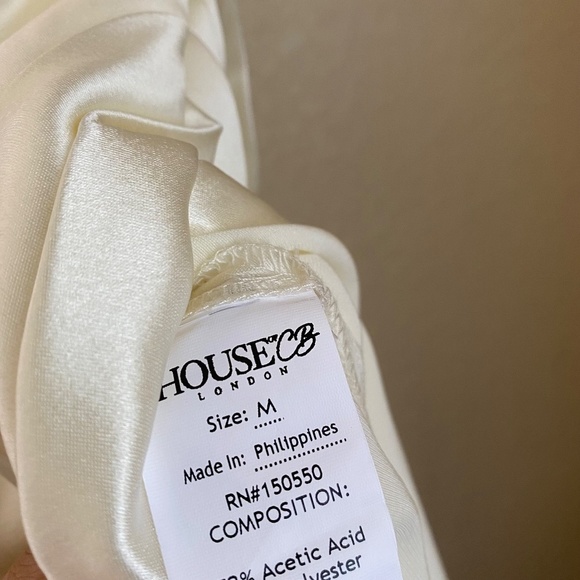 HOUSE OF CB
LONDON
Size: M
Made In: Philippines
RN#150550
COMPOSITION:
% Acetic Acid